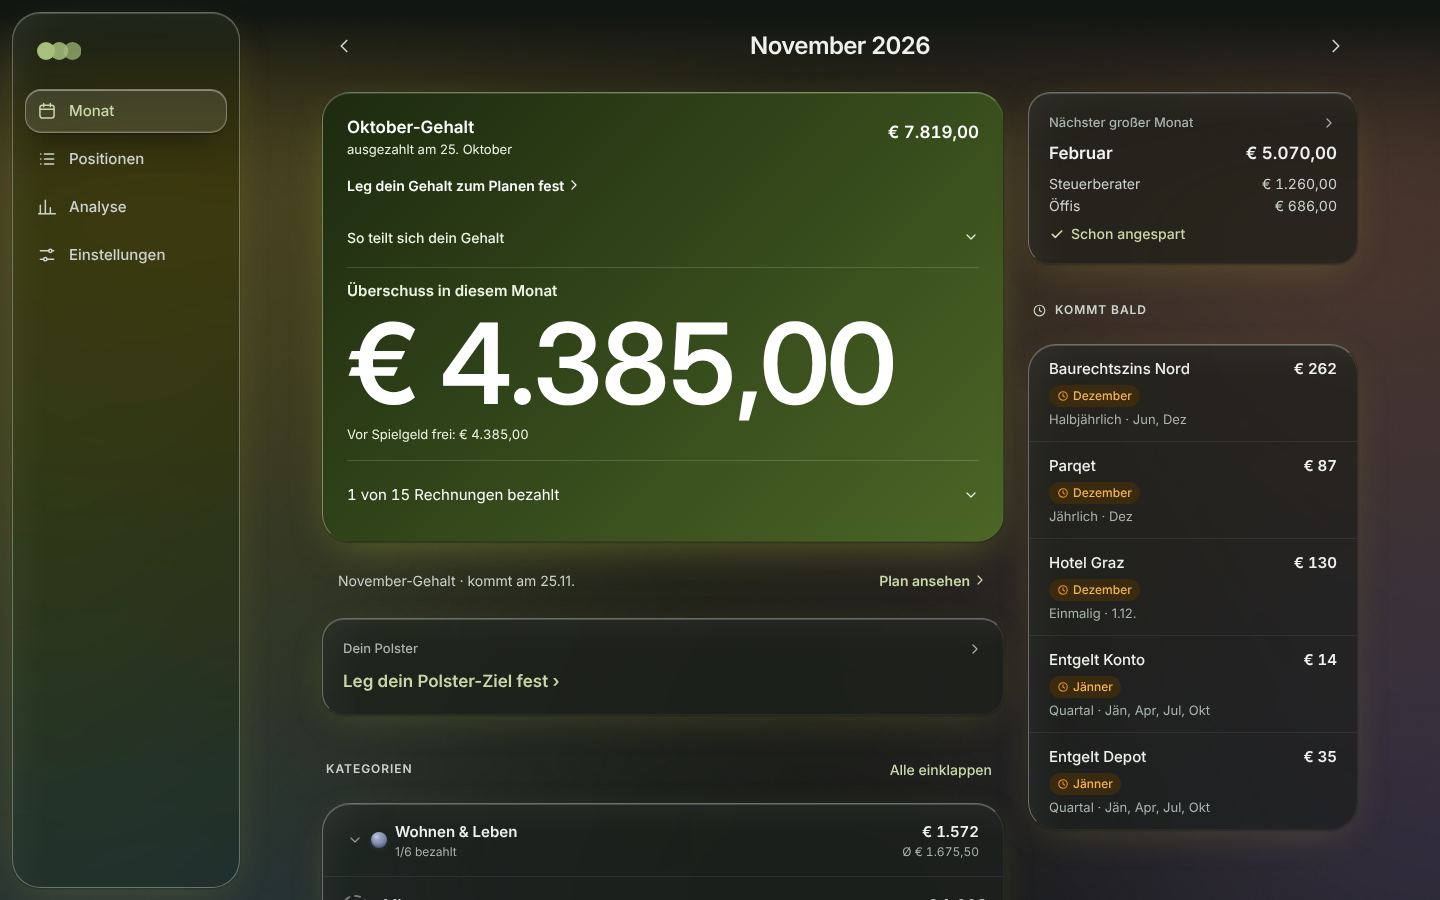 Monat
Positionen
Analyse
Einstellungen
November 2026
Oktober-Gehalt
€ 7.819,00
ausgezahlt am 25. Oktober
Leg dein Gehalt zum Planen fest
So teilt sich dein Gehalt
Überschuss in diesem Monat
€ 4.385,00
Vor Spielgeld frei: € 4.385,00
1 von 15 Rechnungen bezahlt
November-Gehalt · kommt am 25.11.
Plan ansehen
Dein Polster
Leg dein Polster-Ziel fest ›
KATEGORIEN
Alle einklappen
Wohnen & Leben
€ 1.572
1/6 bezahlt
Ø € 1.675,50
Nächster großer Monat
Februar
€ 5.070,00
Steuerberater
€ 1.260,00
Öffis
€ 686,00
Schon angespart
KOMMT BALD
Baurechtszins Nord
€ 262
Dezember
Halbjährlich · Jun, Dez
Parqet
€ 87
Dezember
Jährlich · Dez
Hotel Graz
€ 130
Dezember
Einmalig · 1.12.
Entgelt Konto
€ 14
Jänner
Quartal · Jän, Apr, Jul, Okt
Entgelt Depot
€ 35
Jänner
Quartal · Jän, Apr, Jul, Okt